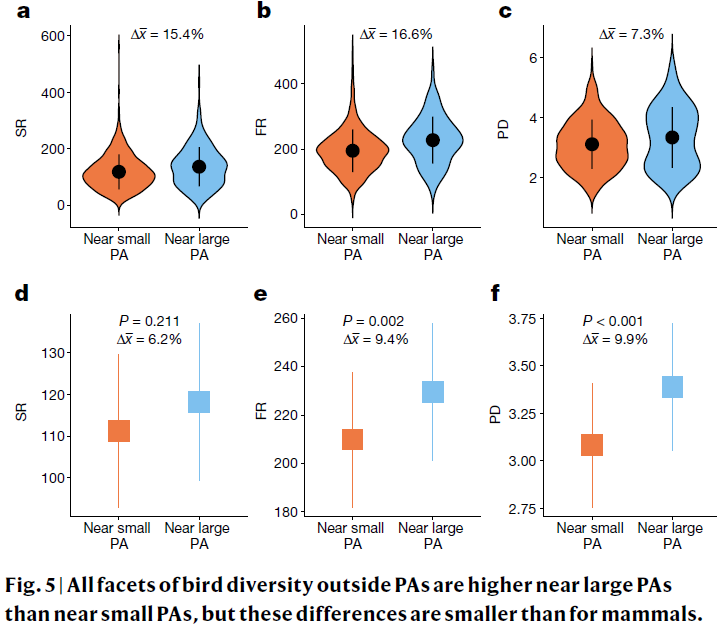 a
Δx̄ = 15.4%
SR
600
400
200
0
Near small
PA
Near large
PA
b
Δx̄ = 16.6%
FR
400
200
0
Near small
PA
Near large
PA
c
Δx̄ = 7.3%
PD
6
4
2
Near small
PA
Near large
PA
d
P = 0.211
Δx̄ = 6.2%
SR
130
120
110
100
Near small
PA
Near large
PA
e
P = 0.002
Δx̄ = 9.4%
FR
260
240
220
200
180
Near small
PA
Near large
PA
f
P < 0.001
Δx̄ = 9.9%
PD
3.75
3.50
3.25
3.00
2.75
Near small
PA
Near large
PA
Fig. 5 | All facets of bird diversity outside PAs are higher near large PAs
than near small PAs, but these differences are smaller than for mammals.